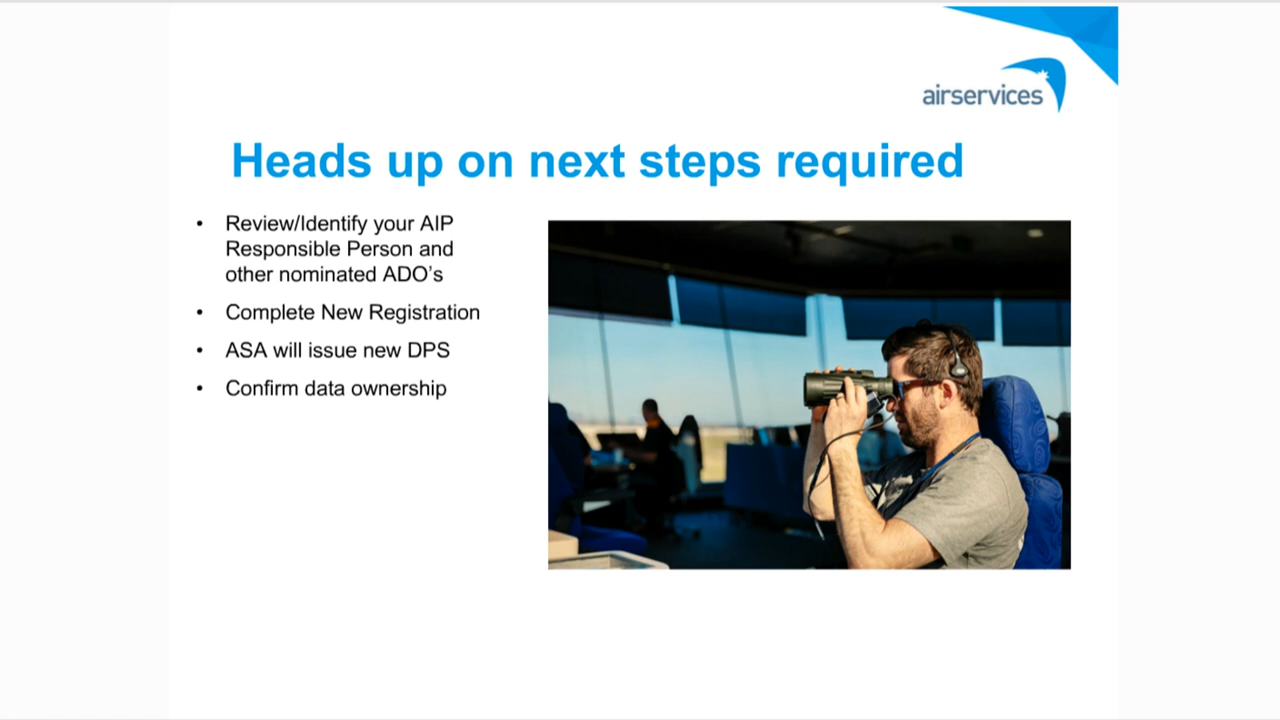 airservices
Heads up on next steps required
• Review/Identify your AIP
Responsible Person and
other nominated ADO's
• Complete New Registration
• ASA will issue new DPS
• Confirm data ownership